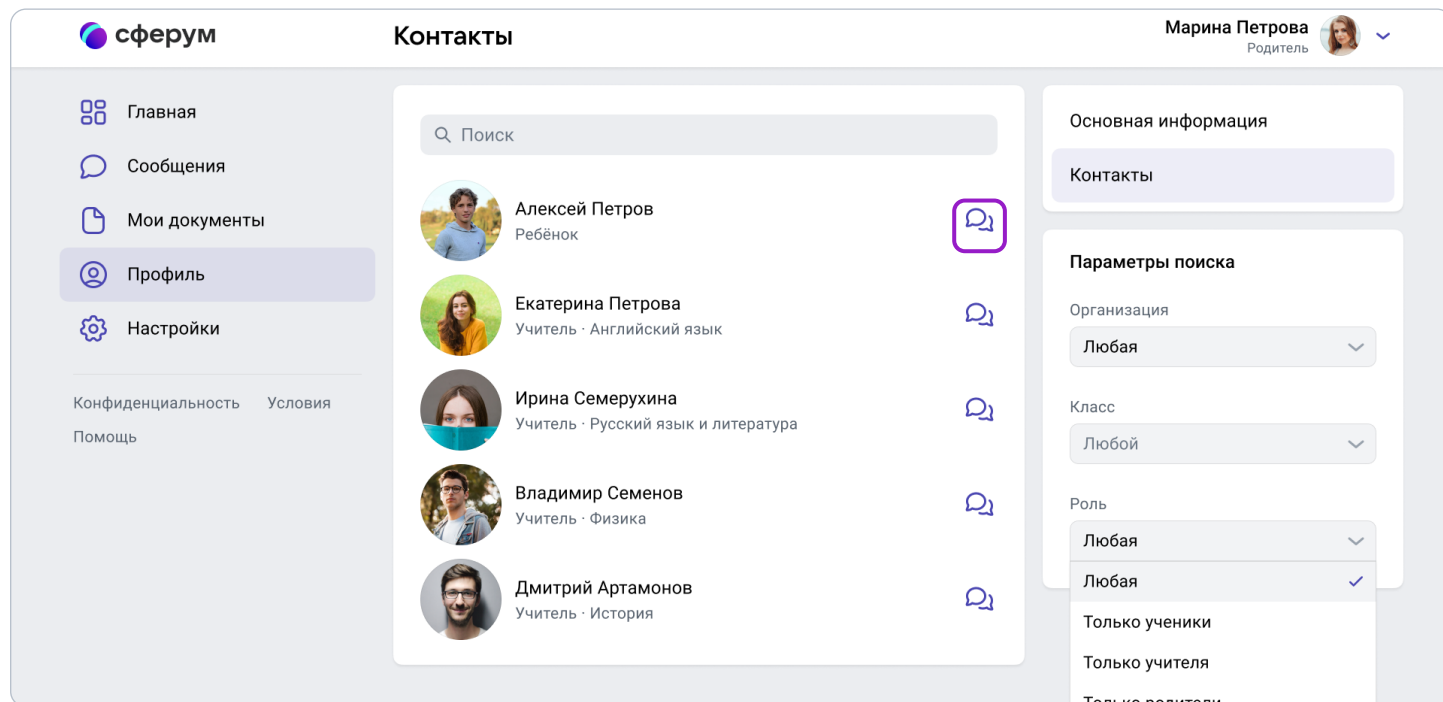 сферум
Контакты
Марина Петрова
Родитель
Главная
Сообщения
Мои документы
Профиль
Настройки
Конфиденциальность Условия
Помощь
Поиск
Алексей Петров
Ребёнок
Екатерина Петрова
Учитель · Английский язык
Ирина Семерухина
Учитель · Русский язык и литература
Владимир Семенов
Учитель · Физика
Дмитрий Артамонов
Учитель · История
Основная информация
Контакты
Параметры поиска
Организация
Любая
Класс
Любой
Роль
Любая
Любая
Только ученики
Только учителя
Только родители